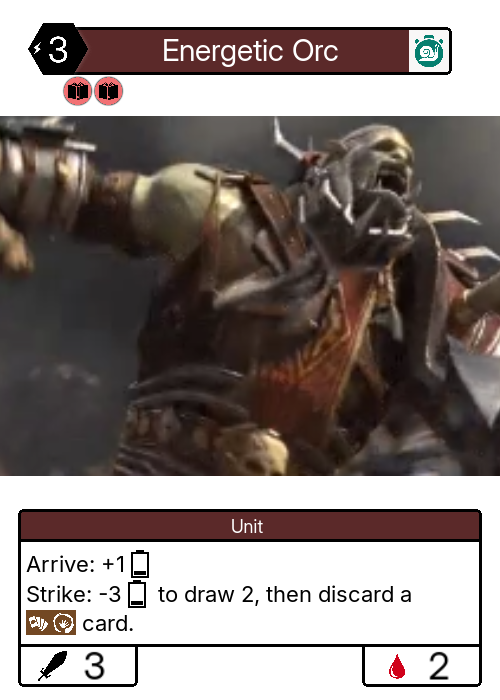 3
Energetic Orc
Unit
Arrive: +1
Strike: -3 to draw 2, then discard a
card.
3
2